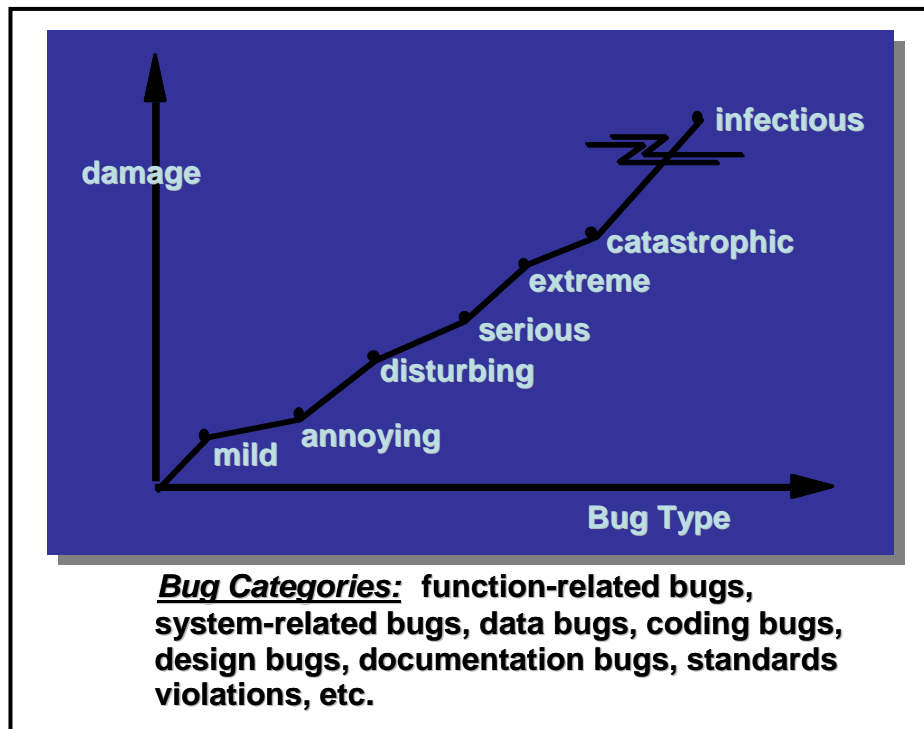 infectious
damage
catastrophic
extreme
serious
disturbing
annoying
mild
Bug Type
Bug Categories: function-related bugs,
system-related bugs, data bugs, coding bugs,
design bugs, documentation bugs, standards
violations, etc.